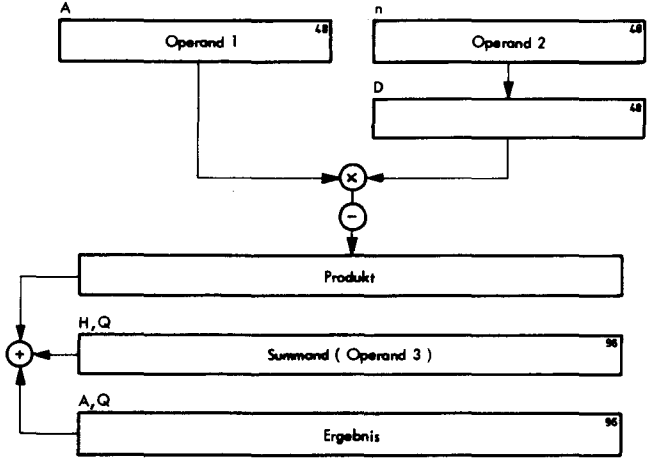 A
n
Operand 1
48
Operand 2
48
D
48
×
−
Produkt
H,Q
+
Summand ( Operand 3 )
96
A,Q
Ergebnis
96